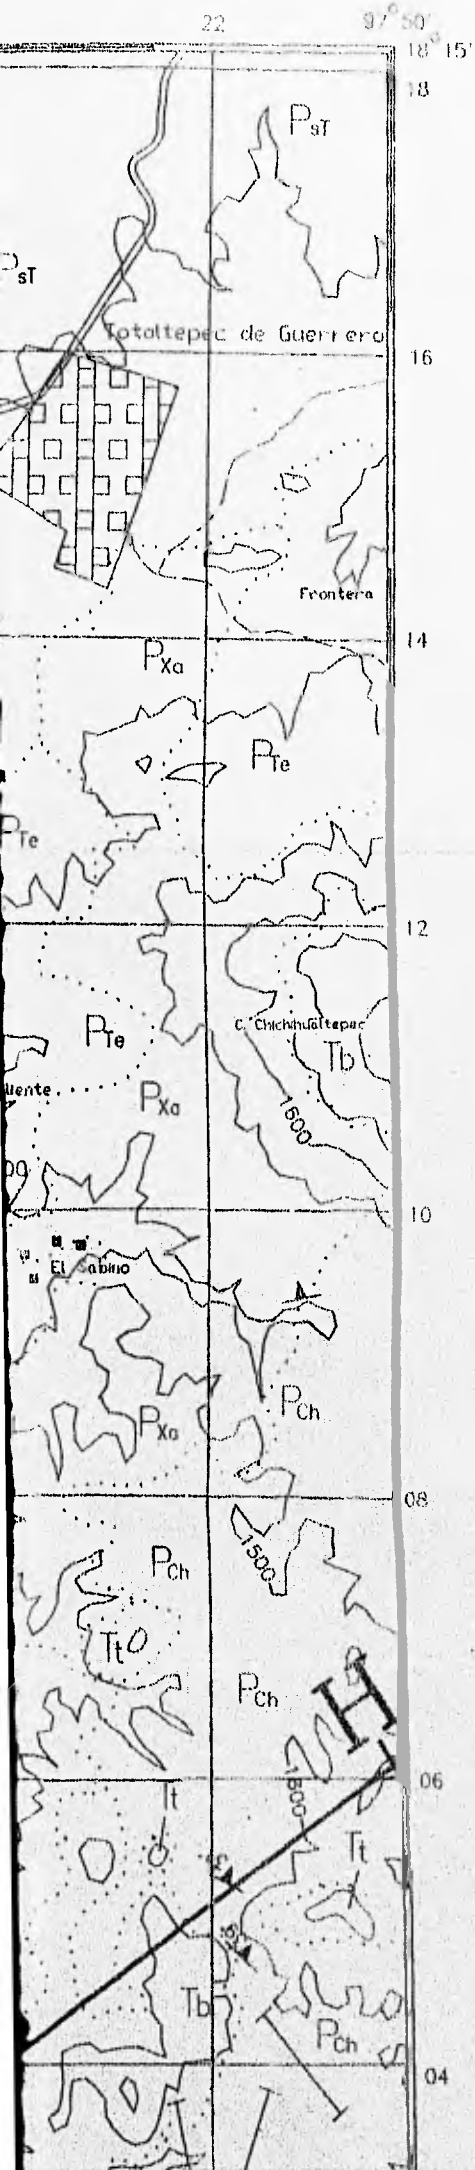 22
97°50'
18°15'
18
PsT
PsT
Totoltepec de Guerrero
16
Frontera
14
PXa
PTe
PTe
12
C. Chichihualtepec
PTe
Tb
PXa
1500
10
El Sabino
PCh
PXa
08
1500
PCh
Tt
PCh
H
06
Tt
Tt
Tb
PCh
04